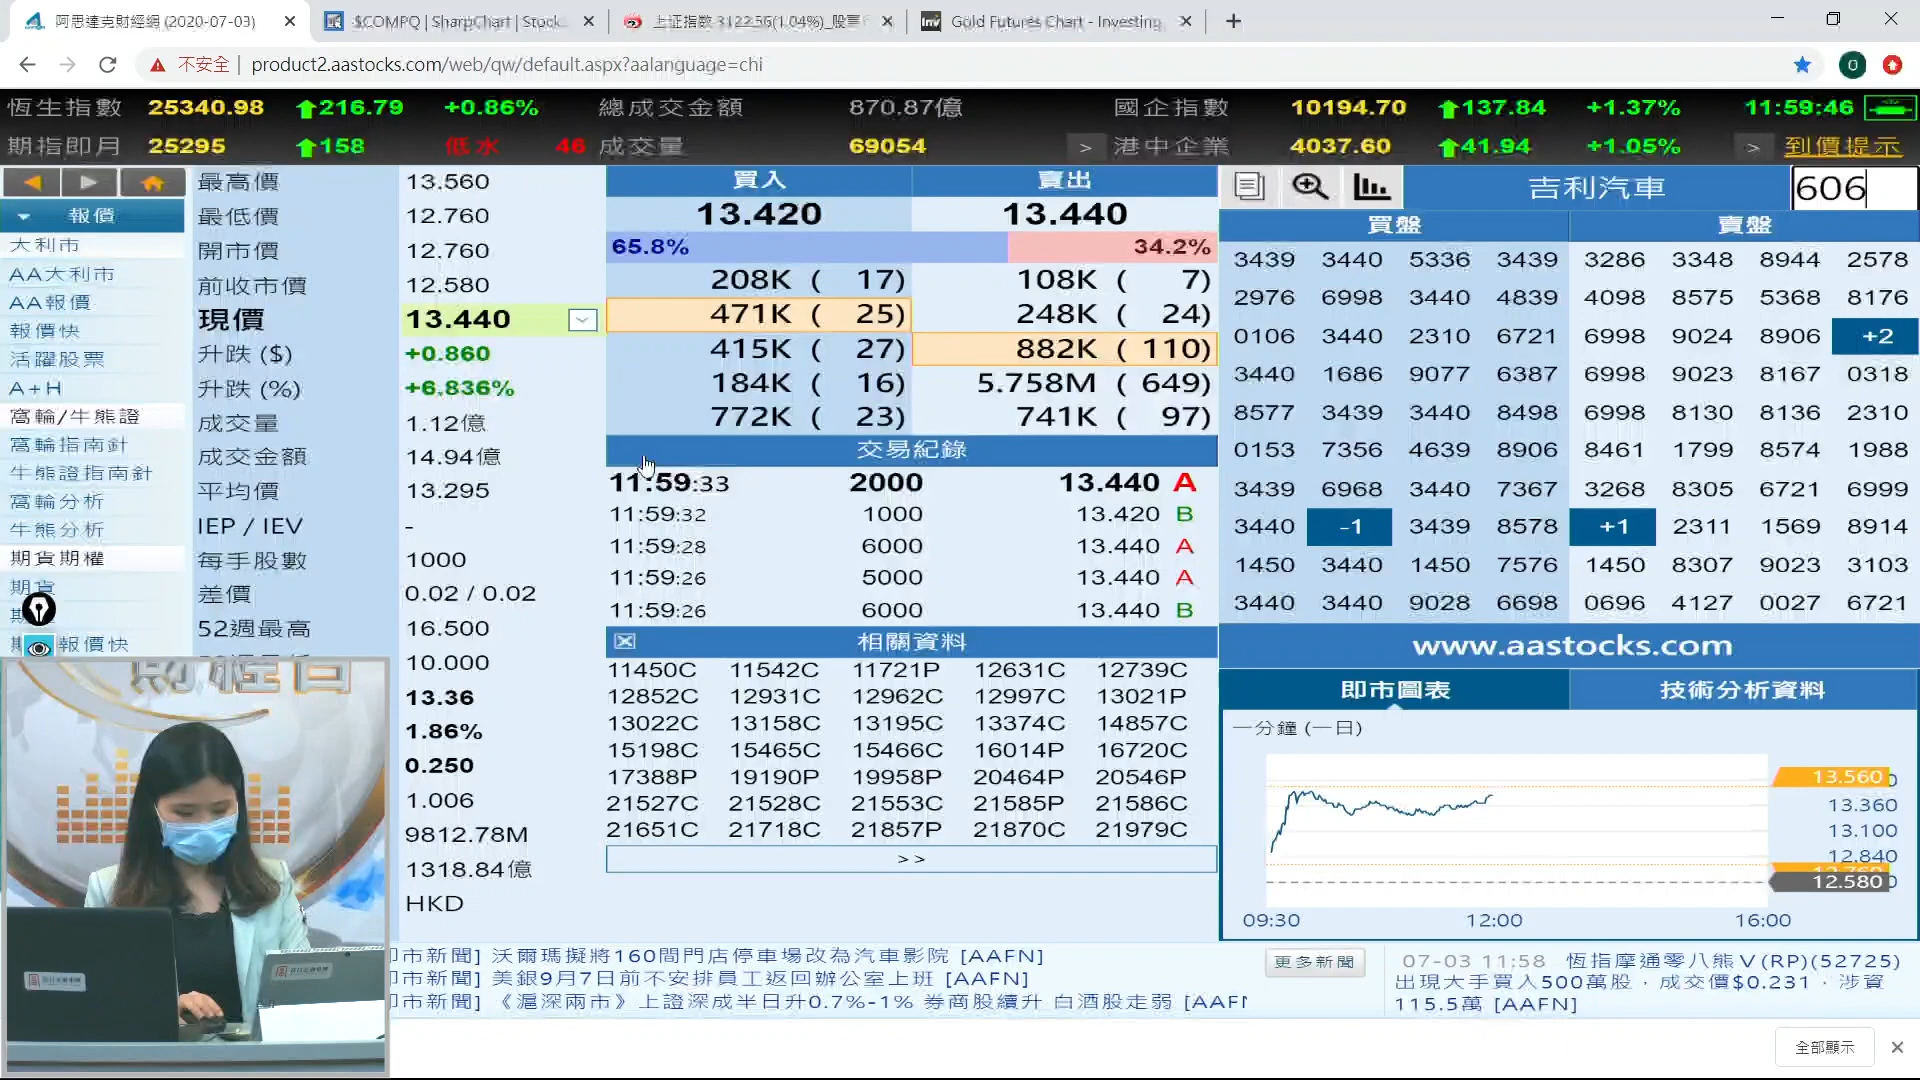 阿思達克財經網 (2020-07-03)
$COMPQ | SharpChart | Stock
上证指数 3122.56(1.04%)_股票
Gold Futures Chart - Investing
不安全
product2.aastocks.com/web/qw/default.aspx?aalanguage=chi
恆生指數 25340.98 216.79 +0.86% 總成交金額 870.87億 國企指數 10194.70 137.84 +1.37% 11:59:46
期指即月 25295 158 低水 46 成交量 69054 > 港中企業 4037.60 41.94 +1.05% > 到價提示
報價
大利市
AA大利市
AA報價
報價快
活躍股票
A+H
窩輪/牛熊證
窩輪指南針
牛熊證指南針
窩輪分析
牛熊分析
期貨期權
期貨
報價快
最高價 13.560
最低價 12.760
開市價 12.760
前收市價 12.580
現價 13.440
升跌 ($) +0.860
升跌 (%) +6.836%
成交量 1.12億
成交金額 14.94億
平均價 13.295
IEP / IEV -
每手股數 1000
差價 0.02 / 0.02
52週最高 16.500
10.000
13.36
1.86%
0.250
1.006
9812.78M
1318.84億
HKD
買入 賣出
13.420 13.440
65.8% 34.2%
208K ( 17) 108K ( 7)
471K ( 25) 248K ( 24)
415K ( 27) 882K ( 110)
184K ( 16) 5.758M ( 649)
772K ( 23) 741K ( 97)
交易紀錄
11:59:33 2000 13.440 A
11:59:32 1000 13.420 B
11:59:28 6000 13.440 A
11:59:26 5000 13.440 A
11:59:26 6000 13.440 B
相關資料
11450C 11542C 11721P 12631C 12739C
12852C 12931C 12962C 12997C 13021P
13022C 13158C 13195C 13374C 14857C
15198C 15465C 15466C 16014P 16720C
17388P 19190P 19958P 20464P 20546P
21527C 21528C 21553C 21585P 21586C
21651C 21718C 21857P 21870C 21979C
>>
吉利汽車 606
買盤 賣盤
3439 3440 5336 3439 3286 3348 8944 2578
2976 6998 3440 4839 4098 8575 5368 8176
0106 3440 2310 6721 6998 9024 8906 +2
3440 1686 9077 6387 6998 9023 8167 0318
8577 3439 3440 8498 6998 8130 8136 2310
0153 7356 4639 8906 8461 1799 8574 1988
3439 6968 3440 7367 3268 8305 6721 6999
3440 -1 3439 8578 +1 2311 1569 8914
1450 3440 1450 7576 1450 8307 9023 3103
3440 3440 9028 6698 0696 4127 0027 6721
www.aastocks.com
即市圖表 技術分析資料
一分鐘 (一日)
13.560
13.360
13.100
12.840
12.580
09:30 12:00 16:00
市新聞] 沃爾瑪擬將160間門店停車場改為汽車影院 [AAFN]
市新聞] 美銀9月7日前不安排員工返回辦公室上班 [AAFN]
市新聞] 《滬深兩市》上證深成半日升0.7%-1% 券商股續升 白酒股走弱
更多新聞
07-03 11:58 恆指摩通零八熊V(RP)(52725)
出現大手買入500萬股，成交價$0.231，涉資
115.5萬 [AAFN]
全部顯示